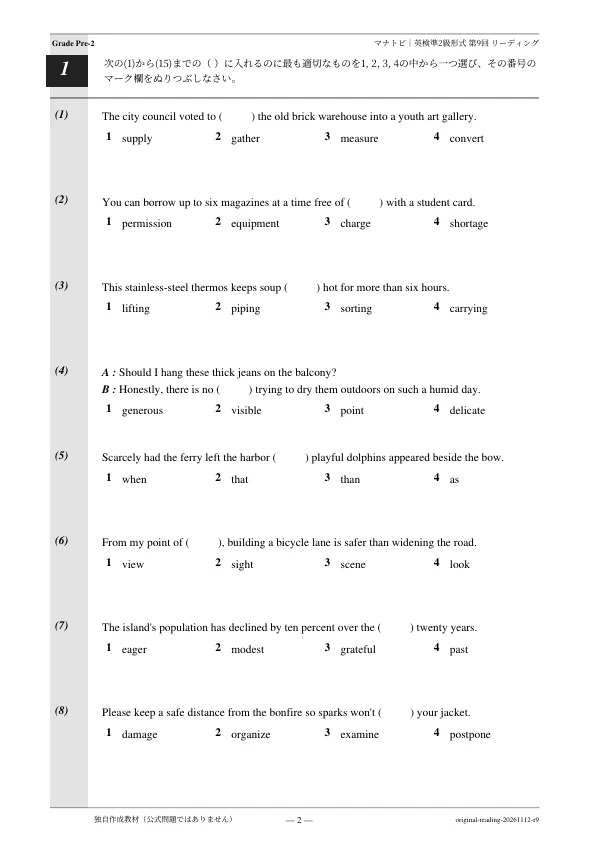 Grade Pre-2
マナトビ｜英検準2級形式 第9回 リーディング
1
次の(1)から(15)までの（ ）に入れるのに最も適切なものを1, 2, 3, 4の中から一つ選び、その番号の
マーク欄をぬりつぶしなさい。
(1)
The city council voted to ( ) the old brick warehouse into a youth art gallery.
1 supply 2 gather 3 measure 4 convert
(2)
You can borrow up to six magazines at a time free of ( ) with a student card.
1 permission 2 equipment 3 charge 4 shortage
(3)
This stainless-steel thermos keeps soup ( ) hot for more than six hours.
1 lifting 2 piping 3 sorting 4 carrying
(4)
A : Should I hang these thick jeans on the balcony?
B : Honestly, there is no ( ) trying to dry them outdoors on such a humid day.
1 generous 2 visible 3 point 4 delicate
(5)
Scarcely had the ferry left the harbor ( ) playful dolphins appeared beside the bow.
1 when 2 that 3 than 4 as
(6)
From my point of ( ), building a bicycle lane is safer than widening the road.
1 view 2 sight 3 scene 4 look
(7)
The island's population has declined by ten percent over the ( ) twenty years.
1 eager 2 modest 3 grateful 4 past
(8)
Please keep a safe distance from the bonfire so sparks won't ( ) your jacket.
1 damage 2 organize 3 examine 4 postpone
独自作成教材（公式問題ではありません）
— 2 —
original-reading-20261112-r9